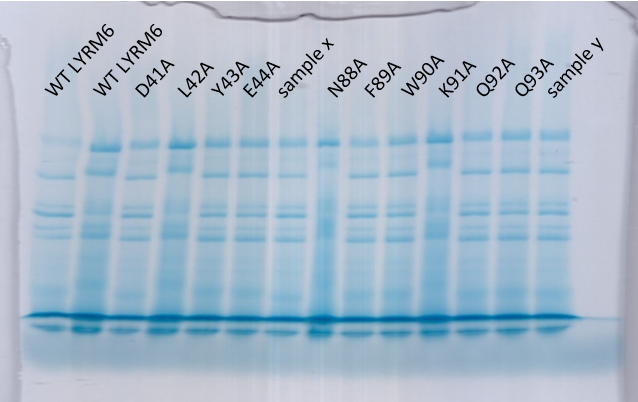 WT LYRM6
WT LYRM6
D41A
L42A
Y43A
E44A
sample x
N88A
F89A
W90A
K91A
Q92A
Q93A
sample y